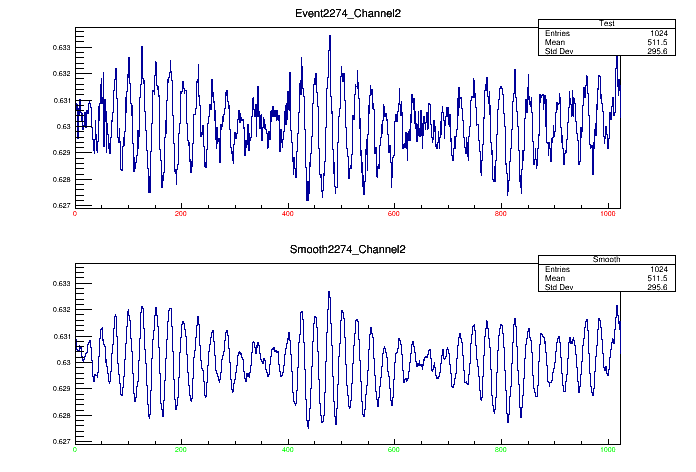 Event2274_Channel2
Test
Entries 1024
Mean 511.5
Std Dev 295.6
0.633
0.632
0.631
0.63
0.629
0.628
0.627
0 200 400 600 800 1000
Smooth2274_Channel2
Smooth
Entries 1024
Mean 511.5
Std Dev 295.6
0.633
0.632
0.631
0.63
0.629
0.628
0.627
0 200 400 600 800 1000